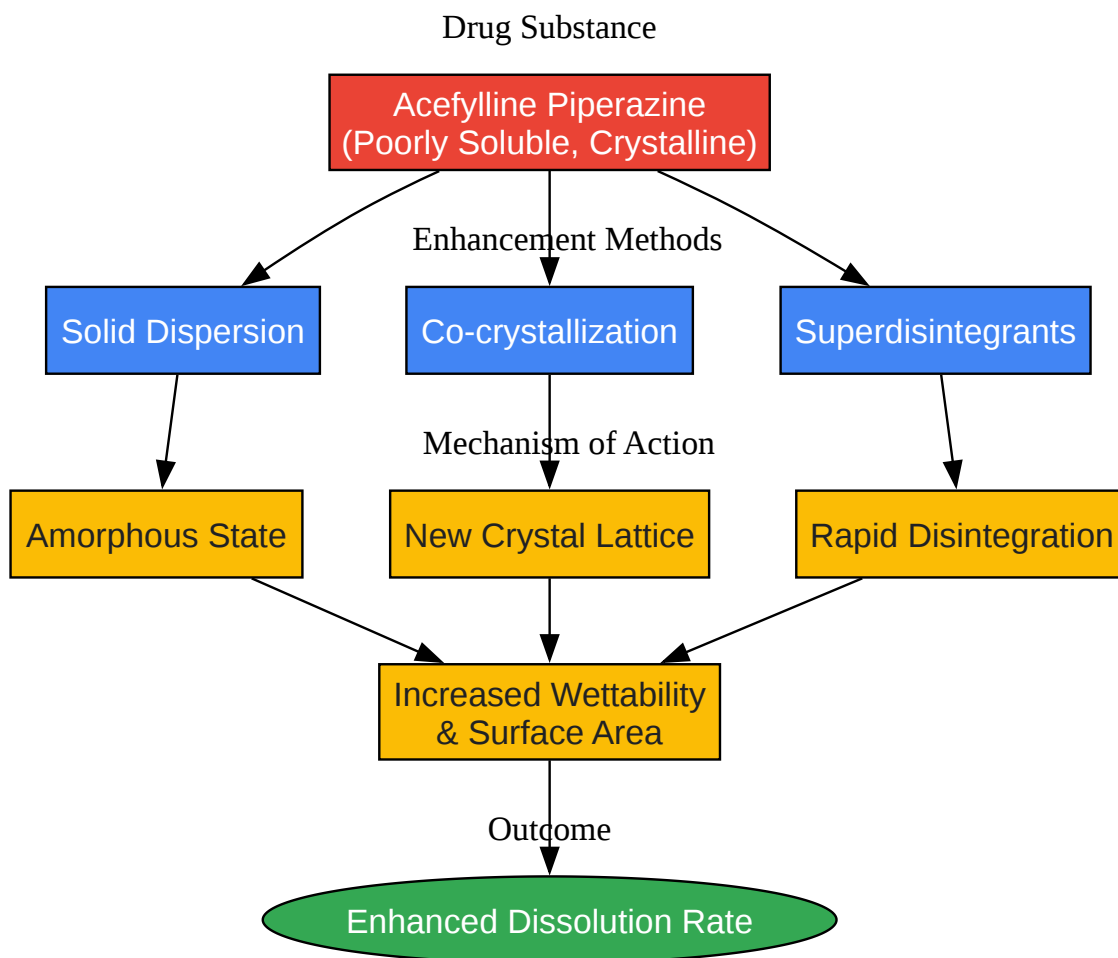 Drug Substance
Acefylline Piperazine
(Poorly Soluble, Crystalline)
Enhancement Methods
Solid Dispersion
Co-crystallization
Superdisintegrants
Mechanism of Action
Amorphous State
New Crystal Lattice
Rapid Disintegration
Increased Wettability
& Surface Area
Outcome
Enhanced Dissolution Rate